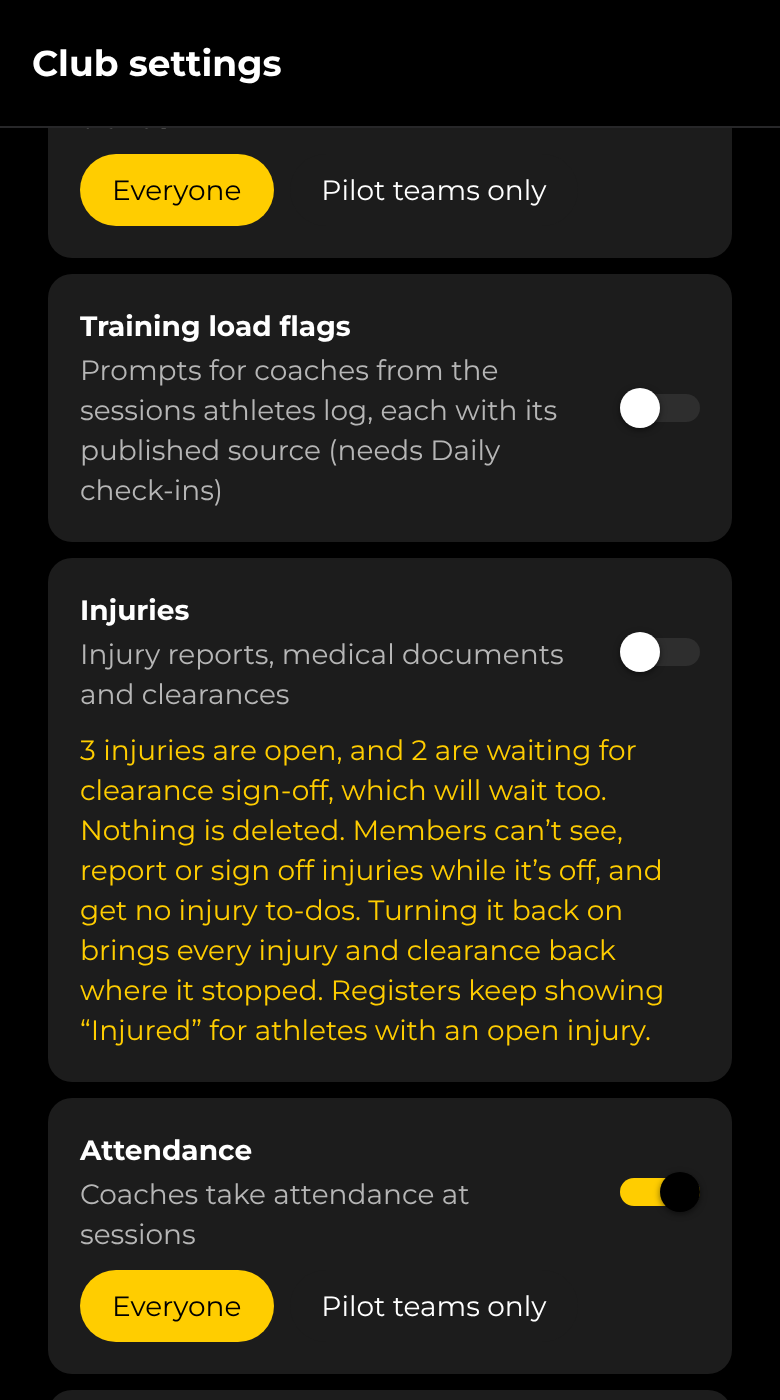 Club settings
Everyone
Pilot teams only
Training load flags
Prompts for coaches from the
sessions athletes log, each with its
published source (needs Daily
check-ins)
Injuries
Injury reports, medical documents
and clearances
3 injuries are open, and 2 are waiting for
clearance sign-off, which will wait too.
Nothing is deleted. Members can’t see,
report or sign off injuries while it’s off, and
get no injury to-dos. Turning it back on
brings every injury and clearance back
where it stopped. Registers keep showing
“Injured” for athletes with an open injury.
Attendance
Coaches take attendance at
sessions
Everyone
Pilot teams only